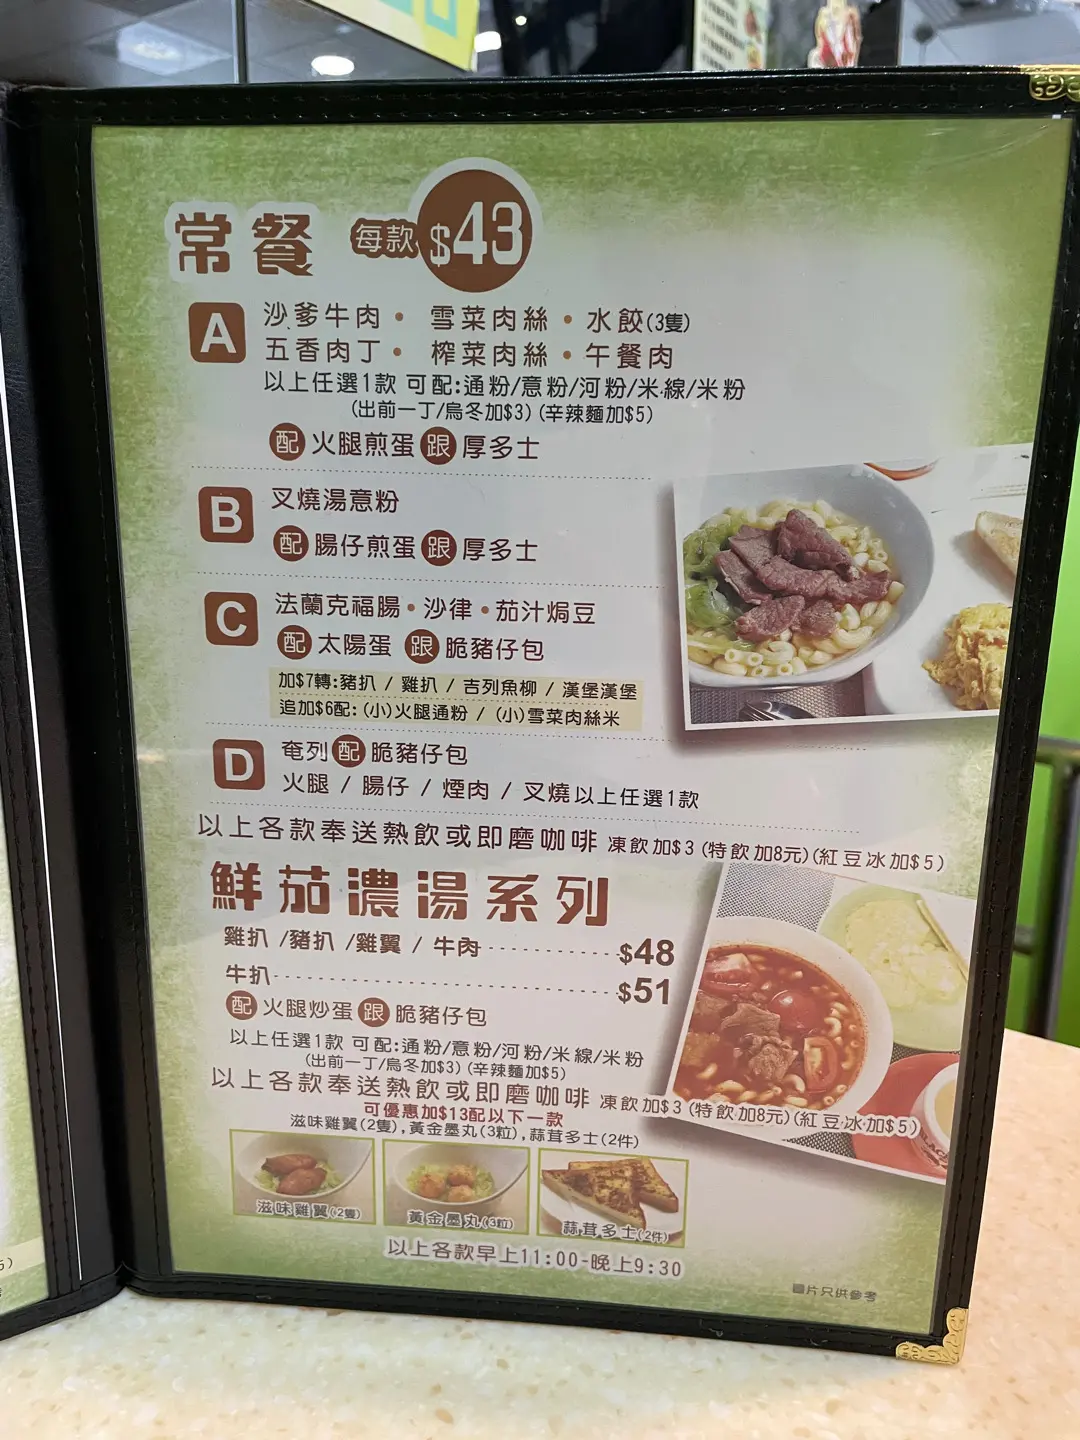 常餐 每款 $43
A 沙爹牛肉 • 雪菜肉絲 • 水餃(3隻)
五香肉丁 • 榨菜肉絲 • 午餐肉
以上任選1款 可配:通粉/意粉/河粉/米線/米粉
(出前一丁/烏冬加$3) (辛辣麵加$5)
配 火腿煎蛋 跟 厚多士
B 叉燒湯意粉
配 腸仔煎蛋 跟 厚多士
C 法蘭克福腸 • 沙律 • 茄汁焗豆
配 太陽蛋 跟 脆豬仔包
加$7轉:豬扒 / 雞扒 / 吉列魚柳 / 漢堡漢堡
追加$6配: (小)火腿通粉 / (小)雪菜肉絲米
D 奄列 配 脆豬仔包
火腿 / 腸仔 / 煙肉 / 叉燒以上任選1款
以上各款奉送熱飲或即磨咖啡 凍飲加$3 (特飲加8元) (紅豆冰加$5)
鮮茄濃湯系列
雞扒 /豬扒 /雞翼 / 牛肉 $48
牛扒 $51
配 火腿炒蛋 跟 脆豬仔包
以上任選1款 可配:通粉/意粉/河粉/米線/米粉
(出前一丁/烏冬加$3) (辛辣麵加$5)
以上各款奉送熱飲或即磨咖啡 凍飲加$3 (特飲加8元) (紅豆冰加$5)
可優惠加$13配以下一款
滋味雞翼(2隻),黃金墨丸(3粒),蒜茸多士(2件)
滋味雞翼(2隻) 黃金墨丸(3粒) 蒜茸多士(2件)
以上各款早上11:00-晚上9:30
圖片只供參考